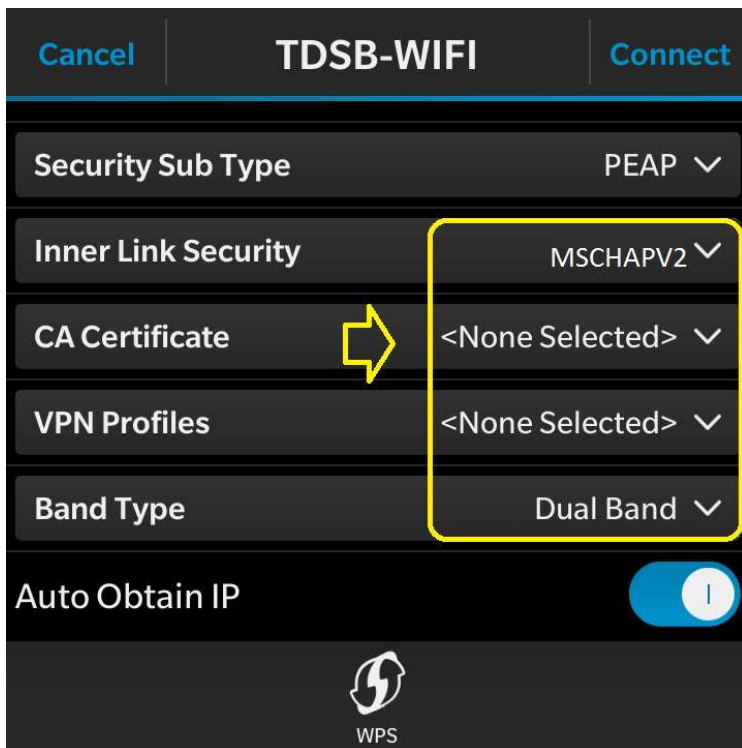 Cancel TDSB-WIFI Connect
Security Sub Type PEAP
Inner Link Security MSCHAPV2
CA Certificate <None Selected>
VPN Profiles <None Selected>
Band Type Dual Band
Auto Obtain IP I
WPS